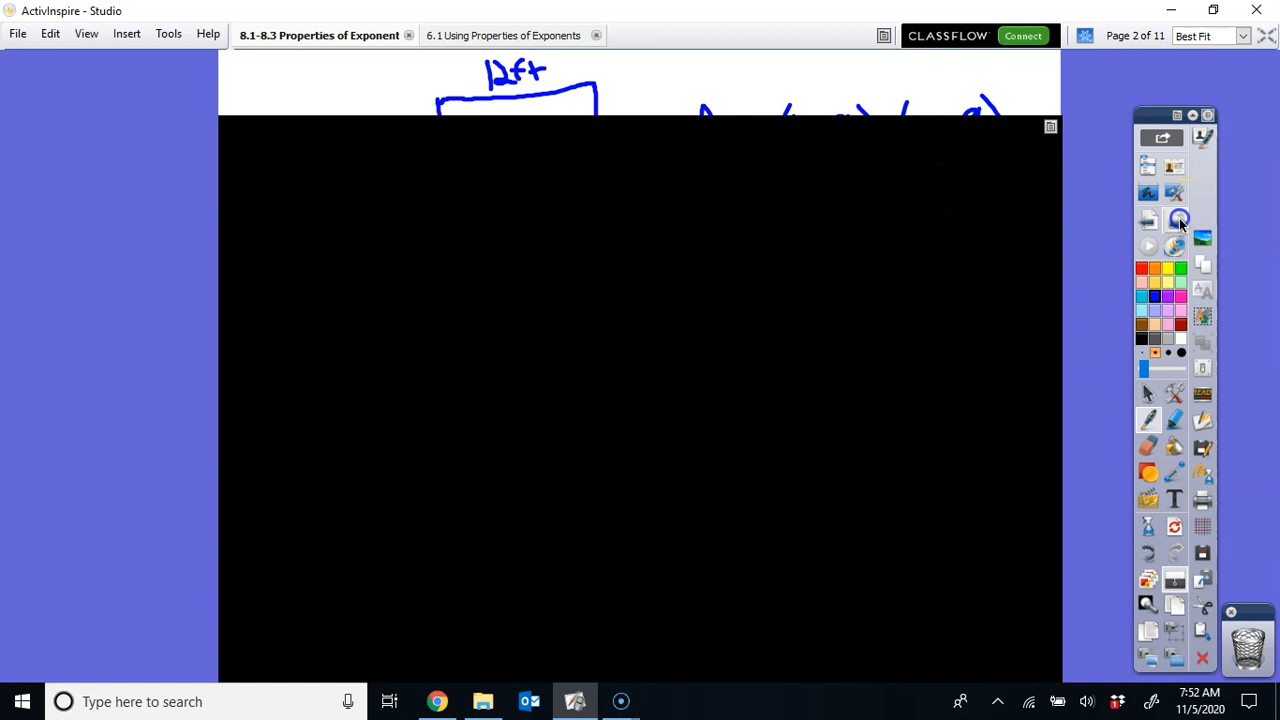 ActivInspire - Studio
File Edit View Insert Tools Help
8.1-8.3 Properties of Exponent
6.1 Using Properties of Exponents
CLASSFLOW Connect
Page 2 of 11
Best Fit
12ft
Type here to search
7:52 AM
11/5/2020